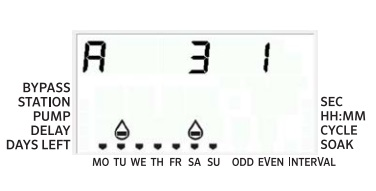 A 3 1
BYPASS
STATION
PUMP
DELAY
DAYS LEFT
SEC
HH:MM
CYCLE
SOAK
MO TU WE TH FR SA SU ODD EVEN INTERVAL